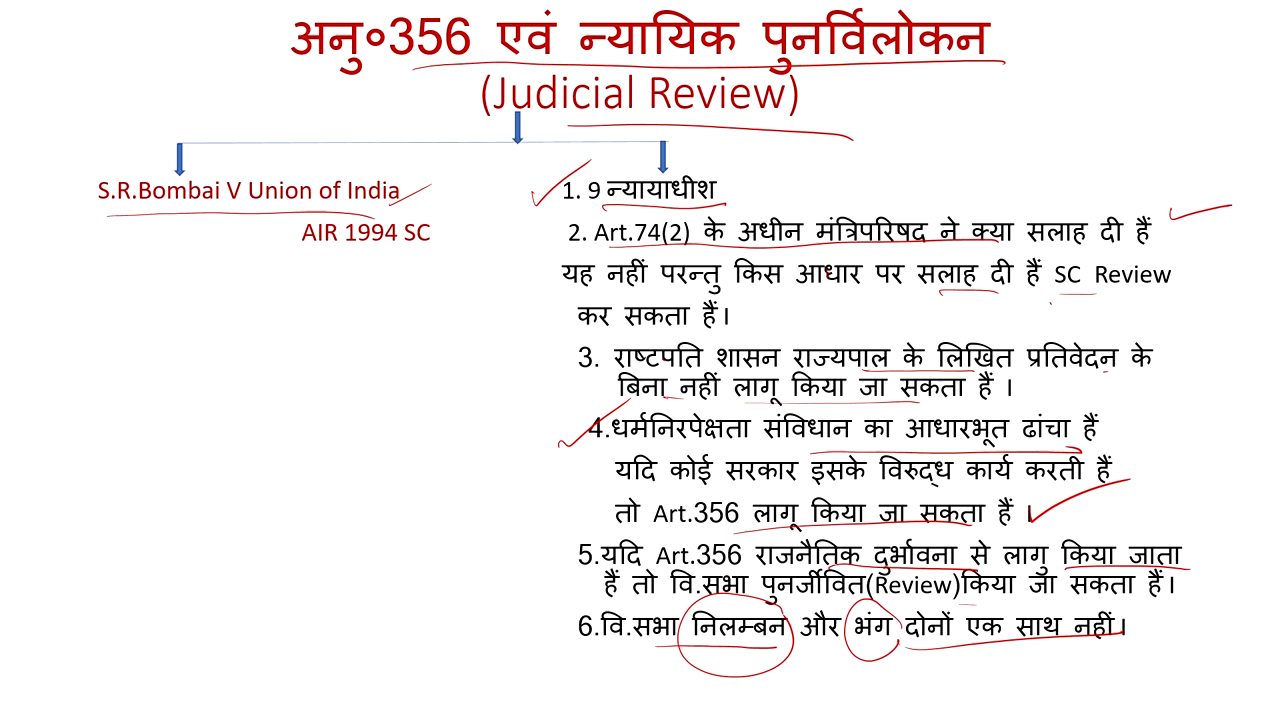 अनु०356 एवं न्यायिक पुनर्विलोकन
(Judicial Review)
S.R.Bombai V Union of India
AIR 1994 SC
1. 9 न्यायाधीश
2. Art.74(2) के अधीन मंत्रिपरिषद ने क्या सलाह दी हैं
यह नहीं परन्तु किस आधार पर सलाह दी हैं SC Review
कर सकता हैं।
3. राष्टपति शासन राज्यपाल के लिखित प्रतिवेदन के
बिना नहीं लागू किया जा सकता हैं ।
4.धर्मनिरपेक्षता संविधान का आधारभूत ढांचा हैं
यदि कोई सरकार इसके विरुद्ध कार्य करती हैं
तो Art.356 लागू किया जा सकता हैं ।
5.यदि Art.356 राजनैतिक दुर्भावना से लागु किया जाता
हैं तो वि.सभा पुनर्जीवित(Review)किया जा सकता हैं।
6.वि.सभा निलम्बन और भंग दोनों एक साथ नहीं।